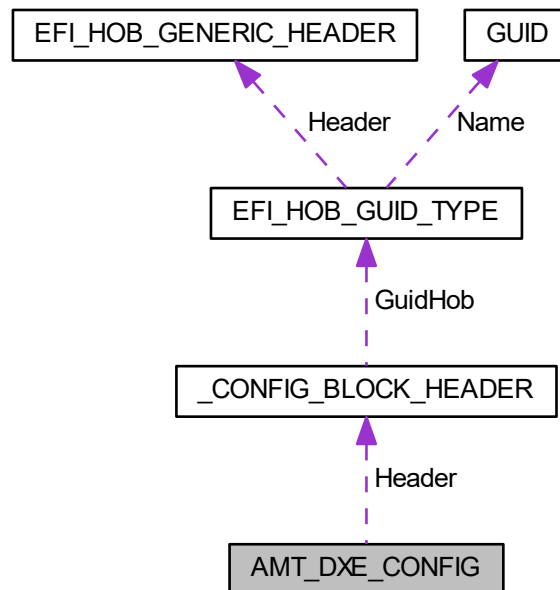 EFI_HOB_GENERIC_HEADER
GUID
Header
Name
EFI_HOB_GUID_TYPE
GuidHob
_CONFIG_BLOCK_HEADER
Header
AMT_DXE_CONFIG